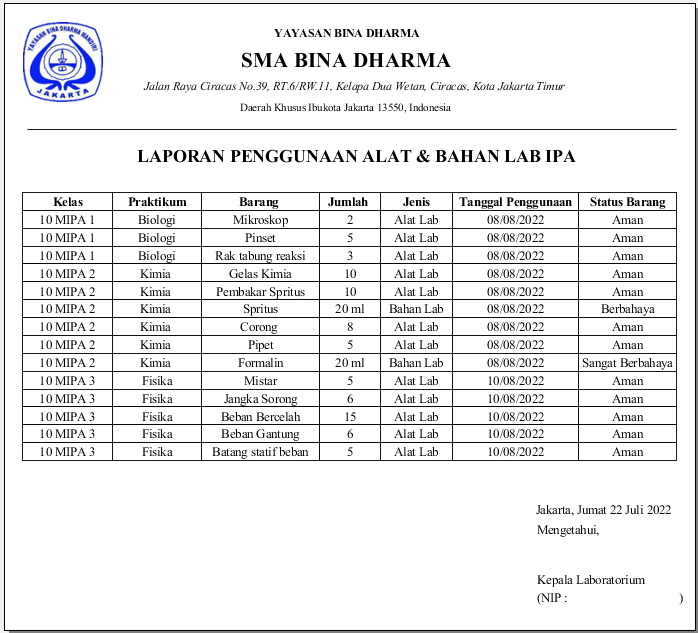 YAYASAN BINA DHARMA MANDIRI
JAKARTA
YAYASAN BINA DHARMA
SMA BINA DHARMA
Jalan Raya Ciracas No.39, RT.6/RW.11, Kelapa Dua Wetan, Ciracas, Kota Jakarta Timur
Daerah Khusus Ibukota Jakarta 13550, Indonesia
LAPORAN PENGGUNAAN ALAT & BAHAN LAB IPA
Kelas Praktikum Barang Jumlah Jenis Tanggal Penggunaan Status Barang
10 MIPA 1 Biologi Mikroskop 2 Alat Lab 08/08/2022 Aman
10 MIPA 1 Biologi Pinset 5 Alat Lab 08/08/2022 Aman
10 MIPA 1 Biologi Rak tabung reaksi 3 Alat Lab 08/08/2022 Aman
10 MIPA 2 Kimia Gelas Kimia 10 Alat Lab 08/08/2022 Aman
10 MIPA 2 Kimia Pembakar Spritus 10 Alat Lab 08/08/2022 Aman
10 MIPA 2 Kimia Spritus 20 ml Bahan Lab 08/08/2022 Berbahaya
10 MIPA 2 Kimia Corong 8 Alat Lab 08/08/2022 Aman
10 MIPA 2 Kimia Pipet 5 Alat Lab 08/08/2022 Aman
10 MIPA 2 Kimia Formalin 20 ml Bahan Lab 08/08/2022 Sangat Berbahaya
10 MIPA 3 Fisika Mistar 5 Alat Lab 10/08/2022 Aman
10 MIPA 3 Fisika Jangka Sorong 6 Alat Lab 10/08/2022 Aman
10 MIPA 3 Fisika Beban Bercelah 15 Alat Lab 10/08/2022 Aman
10 MIPA 3 Fisika Beban Gantung 6 Alat Lab 10/08/2022 Aman
10 MIPA 3 Fisika Batang statif beban 5 Alat Lab 10/08/2022 Aman
Jakarta, Jumat 22 Juli 2022
Mengetahui,
Kepala Laboratorium
(NIP : )